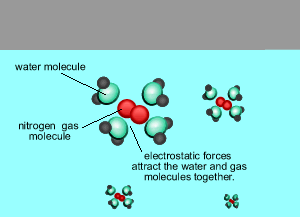 water molecule
nitrogen gas
molecule
electrostatic forces
attract the water and gas
molecules together.